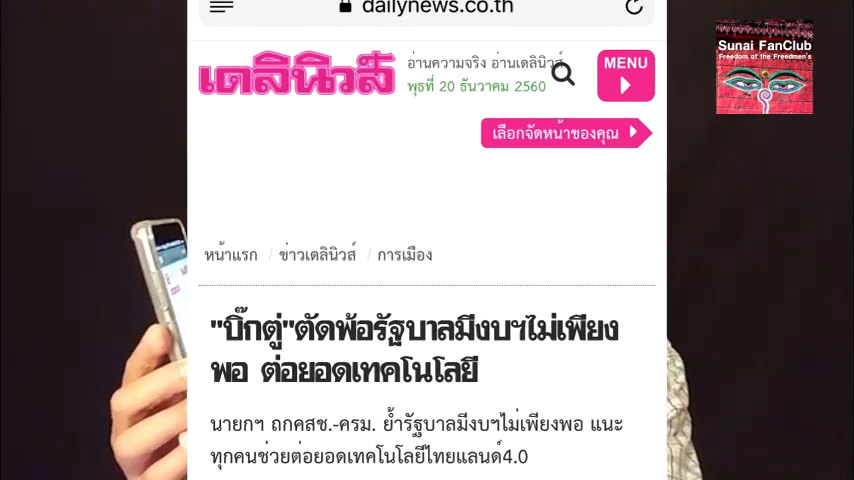 dailynews.co.th
เดลินิวส์
อ่านความจริง อ่านเดลินิวส์
พุธที่ 20 ธันวาคม 2560
MENU
Sunai FanClub
Freedom of the Freedmen's
เลือกจัดหน้าของคุณ
หน้าแรก / ข่าวเดลินิวส์ / การเมือง
"บิ๊กตู่"ตัดพ้อรัฐบาลมีงบฯไม่เพียง
พอ ต่อยอดเทคโนโลยี
นายกฯ ถกคสช.-ครม. ย้ำรัฐบาลมีงบฯไม่เพียงพอ แนะ
ทุกคนช่วยต่อยอดเทคโนโลยีไทยแลนด์4.0